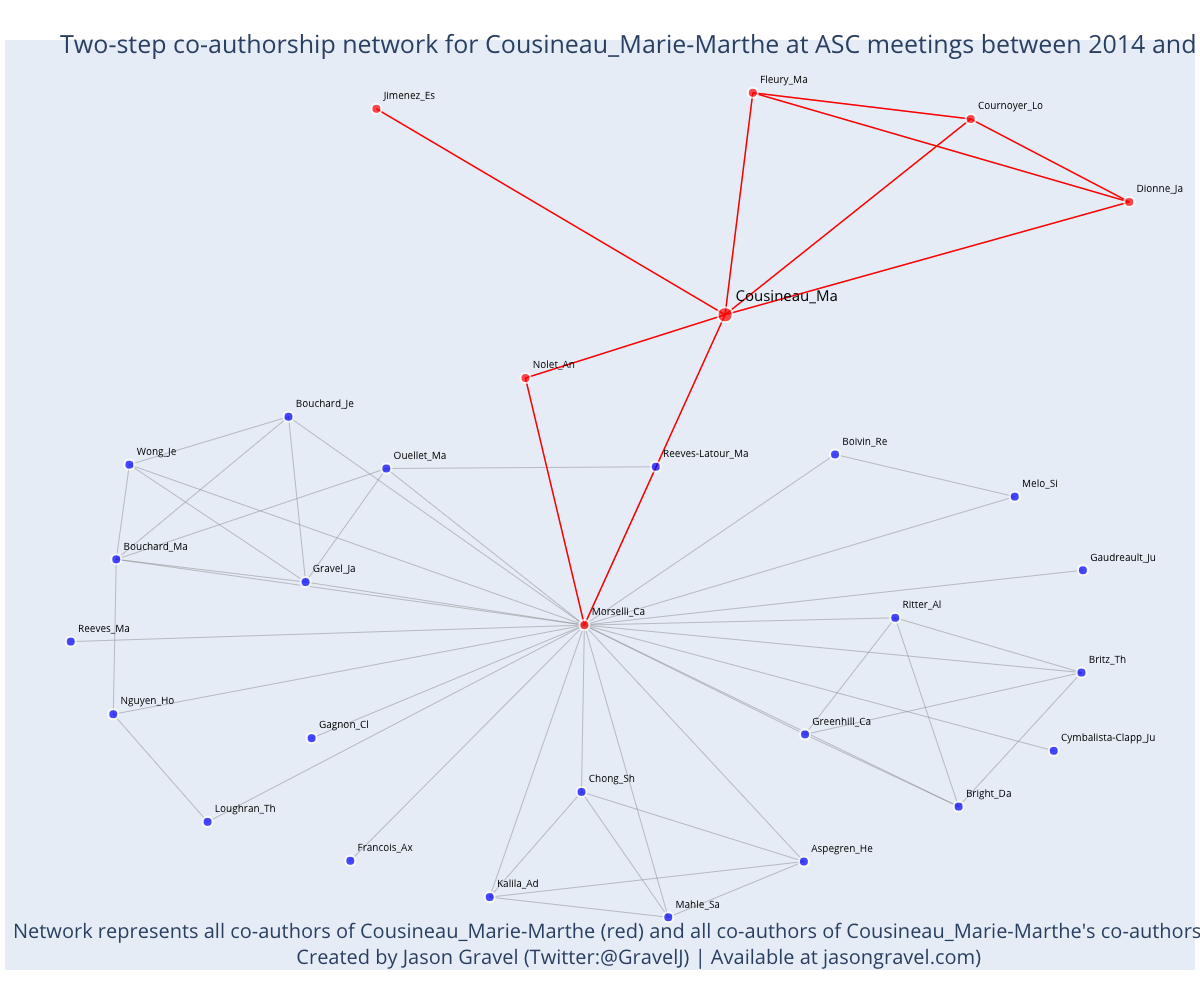 Two-step co-authorship network for Cousineau_Marie-Marthe at ASC meetings between 2014 and
Fleury_Ma
Jimenez_Es
Cournoyer_Lo
Dionne_Ja
Cousineau_Ma
Nolet_An
Bouchard_Je
Boivin_Re
Wong_Je
Ouellet_Ma
Reeves-Latour_Ma
Melo_Si
Bouchard_Ma
Gaudreault_Ju
Gravel_Ja
Ritter_Al
Morselli_Ca
Reeves_Ma
Britz_Th
Nguyen_Ho
Greenhill_Ca
Gagnon_Cl
Cymbalista-Clapp_Ju
Chong_Sh
Bright_Da
Loughran_Th
Francois_Ax
Aspegren_He
Kalila_Ad
Mahle_Sa
Network represents all co-authors of Cousineau_Marie-Marthe (red) and all co-authors of Cousineau_Marie-Marthe's co-authors
Created by Jason Gravel (Twitter:@GravelJ) | Available at jasongravel.com)